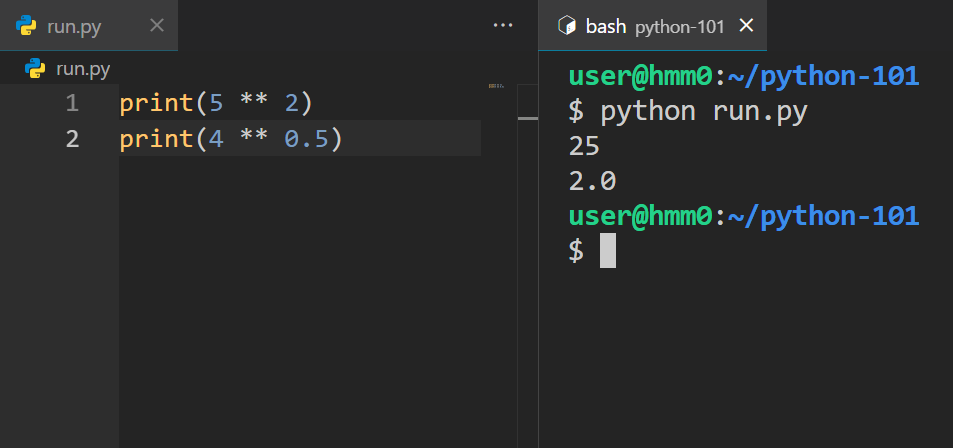 run.py
run.py
1 print(5 ** 2)
2 print(4 ** 0.5)
bash python-101
user@hmm0:~/python-101
$ python run.py
25
2.0
user@hmm0:~/python-101
$